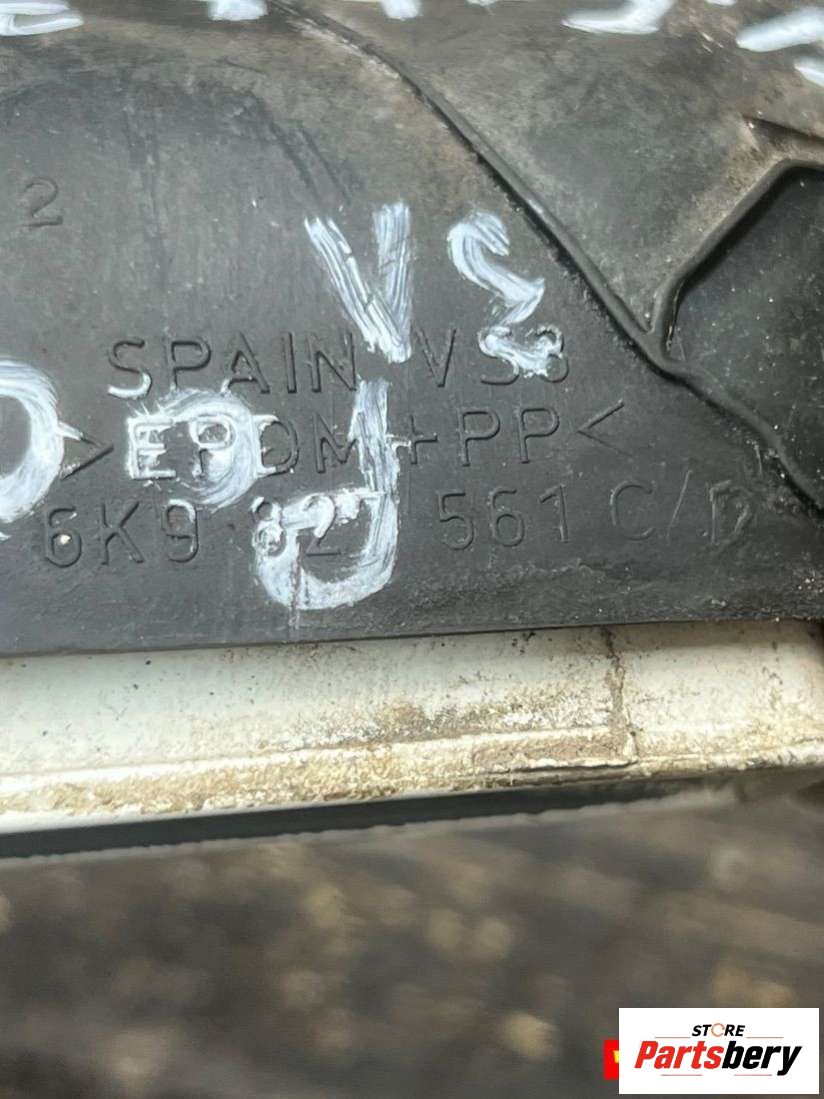 2
VS
SPAIN VS3
>EPDM+PP<
6K9 827 561 C/D
STORE
Partsbery